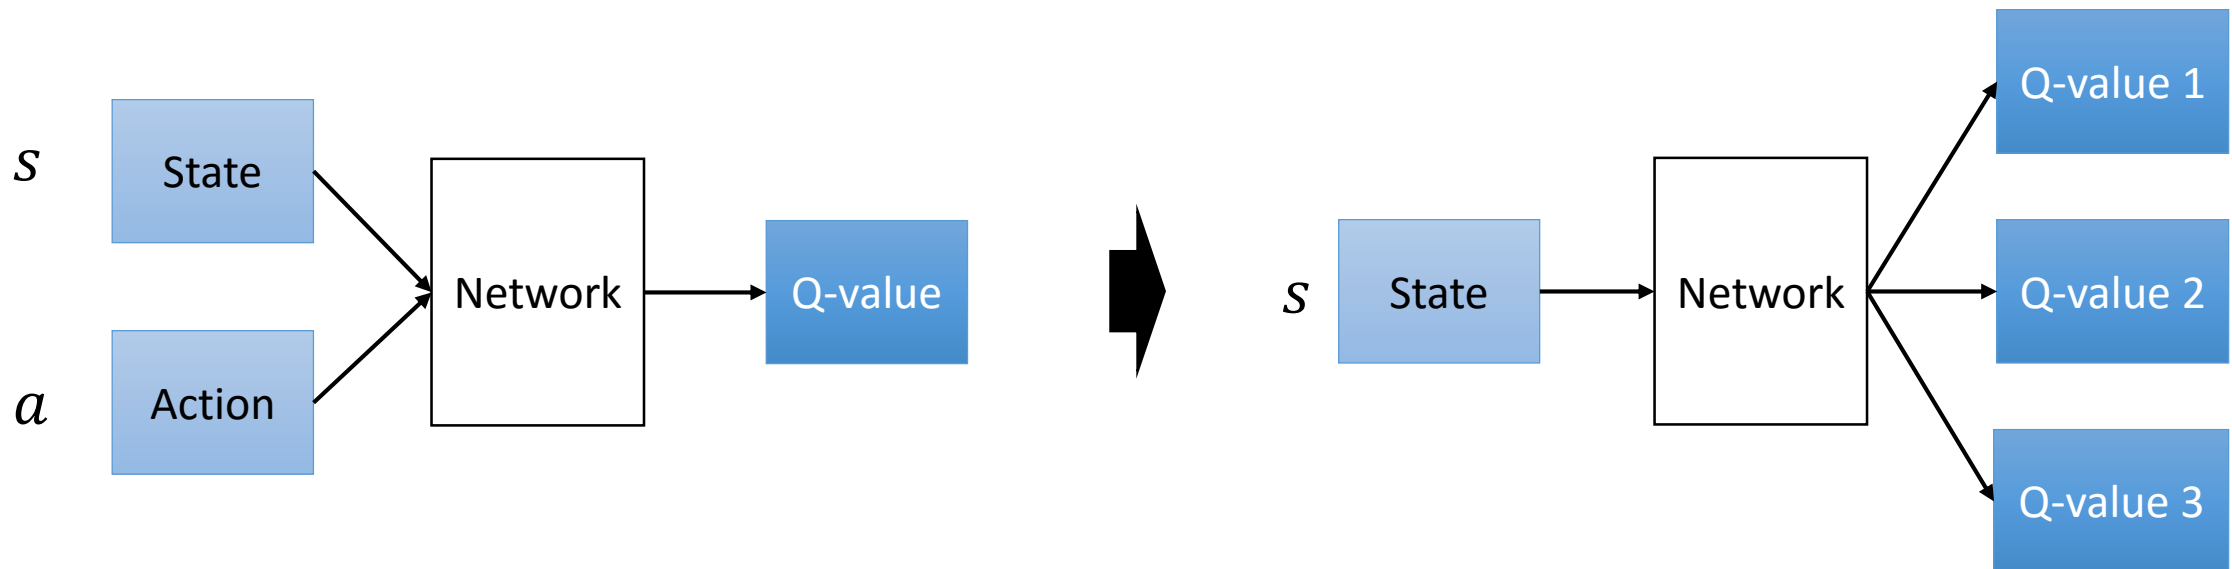 s
State
a
Action
Network
Q-value
s
State
Network
Q-value 1
Q-value 2
Q-value 3